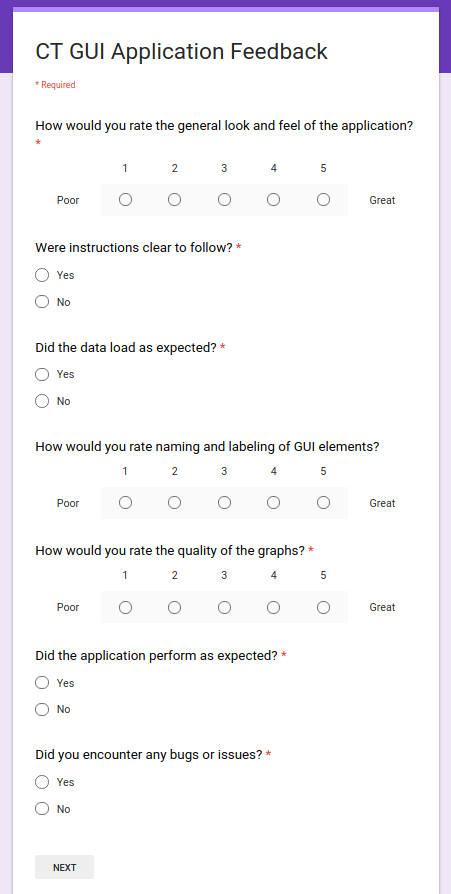 CT GUI Application Feedback
* Required
How would you rate the general look and feel of the application?
*
1 2 3 4 5
Poor Great
Were instructions clear to follow? *
Yes
No
Did the data load as expected? *
Yes
No
How would you rate naming and labeling of GUI elements?
1 2 3 4 5
Poor Great
How would you rate the quality of the graphs? *
1 2 3 4 5
Poor Great
Did the application perform as expected? *
Yes
No
Did you encounter any bugs or issues? *
Yes
No
NEXT